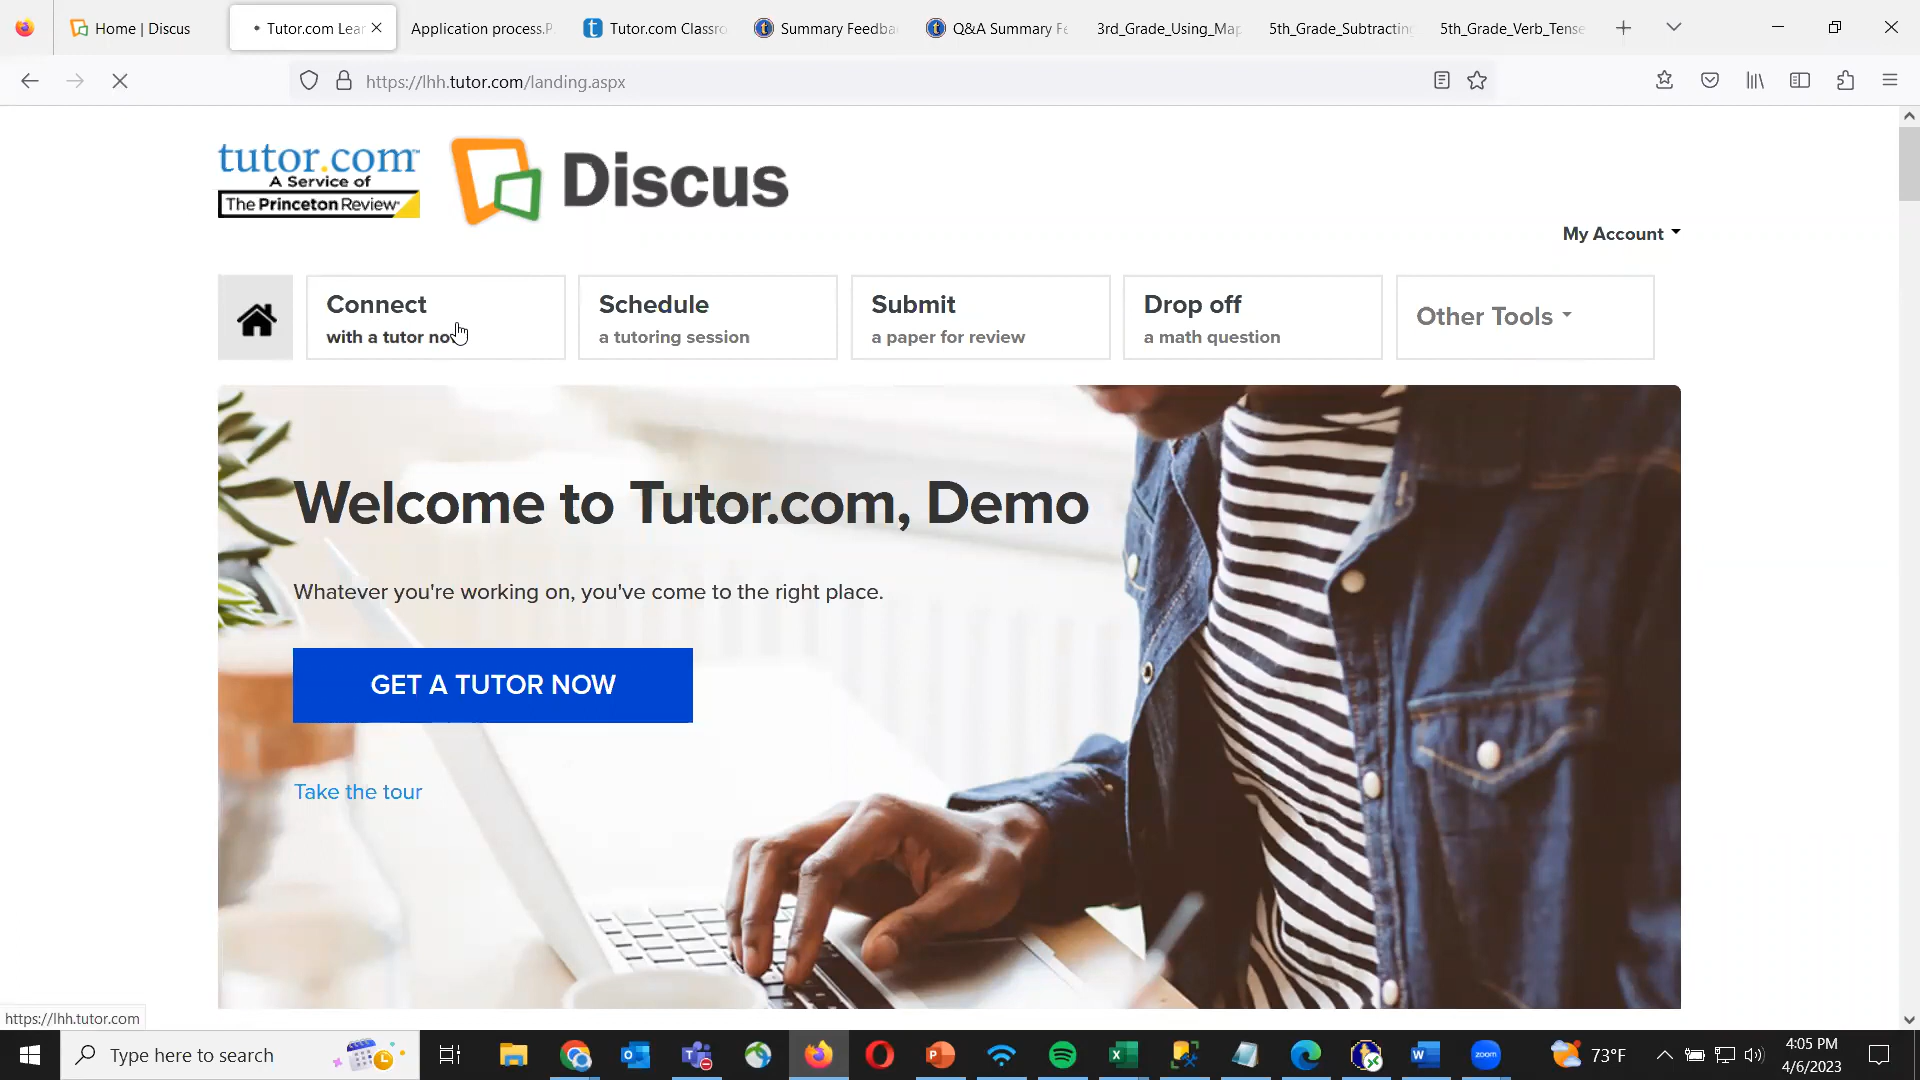 Home | Discus
Tutor.com Lear
Application process.P
Tutor.com Classro
Summary Feedba
Q&A Summary Fe
3rd_Grade_Using_Map
5th_Grade_Subtracting
5th_Grade_Verb_Tense
https://lhh.tutor.com/landing.aspx
tutor.com
A Service of
The Princeton Review
Discus
My Account
Connect
with a tutor now
Schedule
a tutoring session
Submit
a paper for review
Drop off
a math question
Other Tools
Welcome to Tutor.com, Demo
Whatever you're working on, you've come to the right place.
GET A TUTOR NOW
Take the tour
https://lhh.tutor.com
Type here to search
zoom
73°F
4:05 PM
4/6/2023